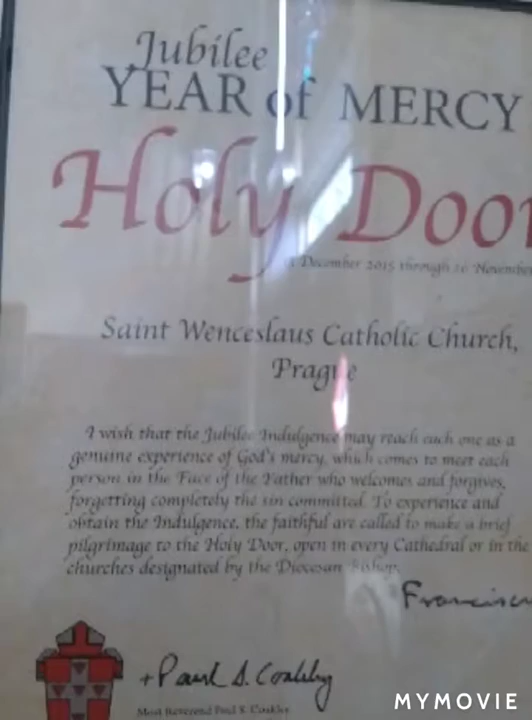 Jubilee
YEAR of MERCY
Holy Door
December 2015 through November
Saint Wenceslaus Catholic Church,
Prague
I wish that the Jubilee Indulgence may reach each one as a
genuine experience of God's mercy, which comes to meet each
person in the Face of the Father who welcomes and forgives,
forgetting completely the sin committed. To experience and
obtain the Indulgence, the faithful are called to make a brief
pilgrimage to the Holy Door, open in every Cathedral or in the
churches designated by the Diocesan Bishop.
Franciscu
+Paul S. Coakley
Most Reverend Paul S. Coakley
MYMOVIE